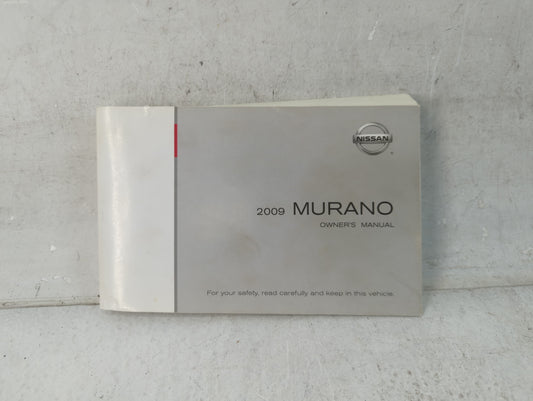 NISSAN
2009 MURANO
OWNER'S MANUAL
For your safety, read carefully and keep in this vehicle.